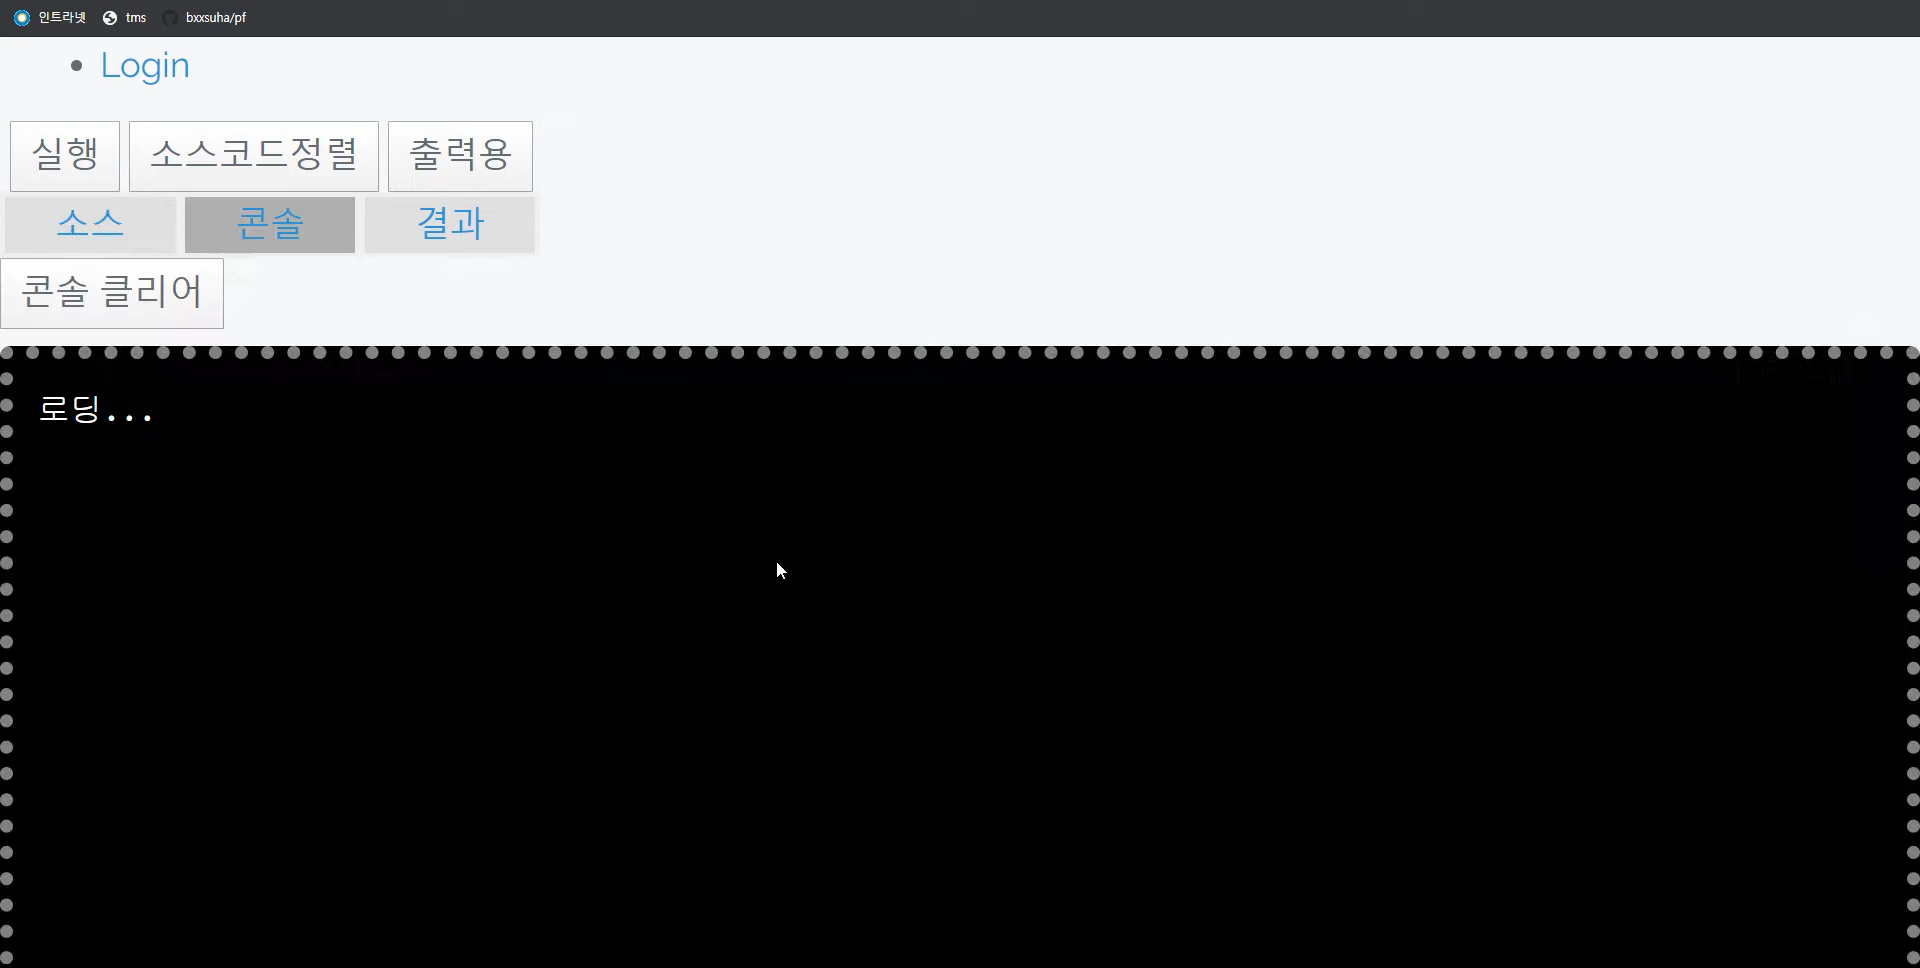 인트라넷 tms bxxsuha/pf
Login
실행 소스코드정렬 출력용
소스 콘솔 결과
콘솔 클리어
로딩...